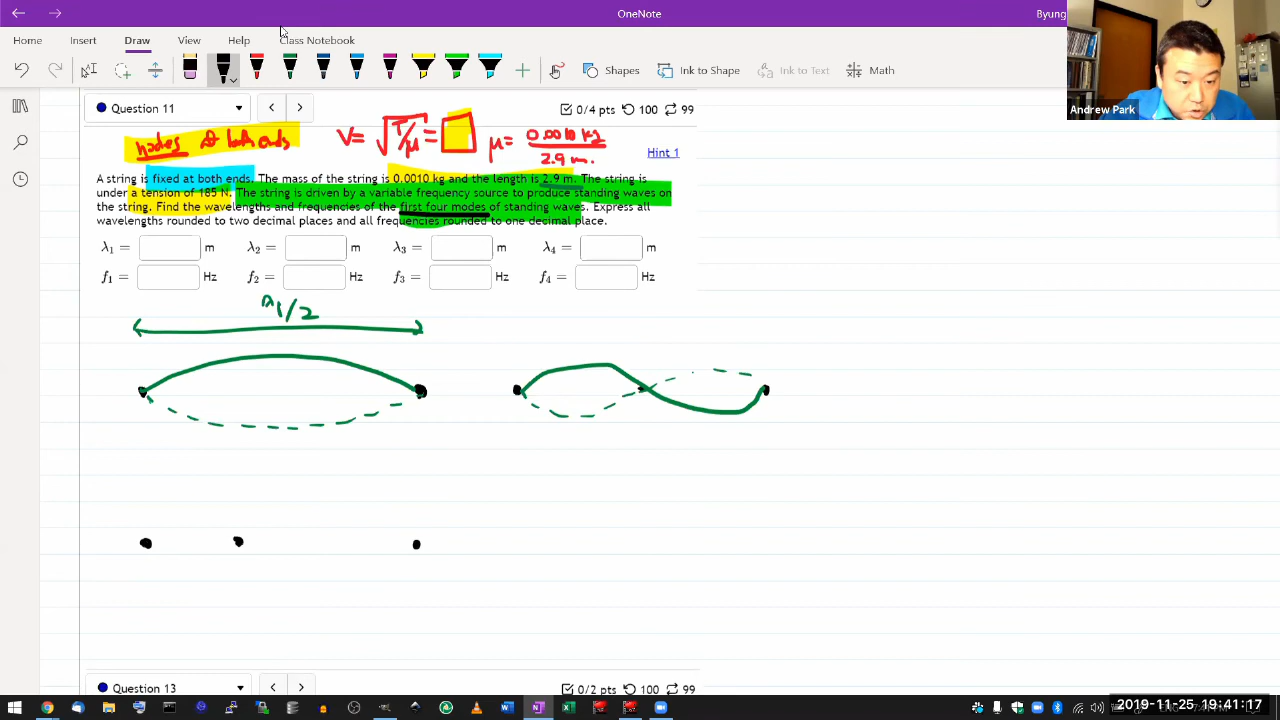 OneNote
Byung
Home Insert Draw View Help Class Notebook
Shapes Ink to Shape Ink to Text Math
Andrew Park
Question 11 0/4 pts 100 99
nodes @ both ends V= √T/μ = μ= 0.0010 kg
2.9 m.
Hint 1
A string is fixed at both ends. The mass of the string is 0.0010 kg and the length is 2.9 m. The string is
under a tension of 185 N. The string is driven by a variable frequency source to produce standing waves on
the string. Find the wavelengths and frequencies of the first four modes of standing waves. Express all
wavelengths rounded to two decimal places and all frequencies rounded to one decimal place.
λ1 = m λ2 = m λ3 = m λ4 = m
f1 = Hz f2 = Hz f3 = Hz f4 = Hz
λ1/2
Question 13 0/2 pts 100 99
2019-11-25 19:41:17